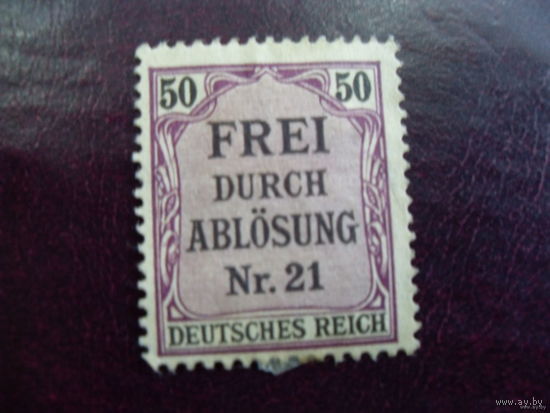 50 50
FREI
DURCH
ABLÖSUNG
Nr. 21
DEUTSCHES REICH
www.ay.by